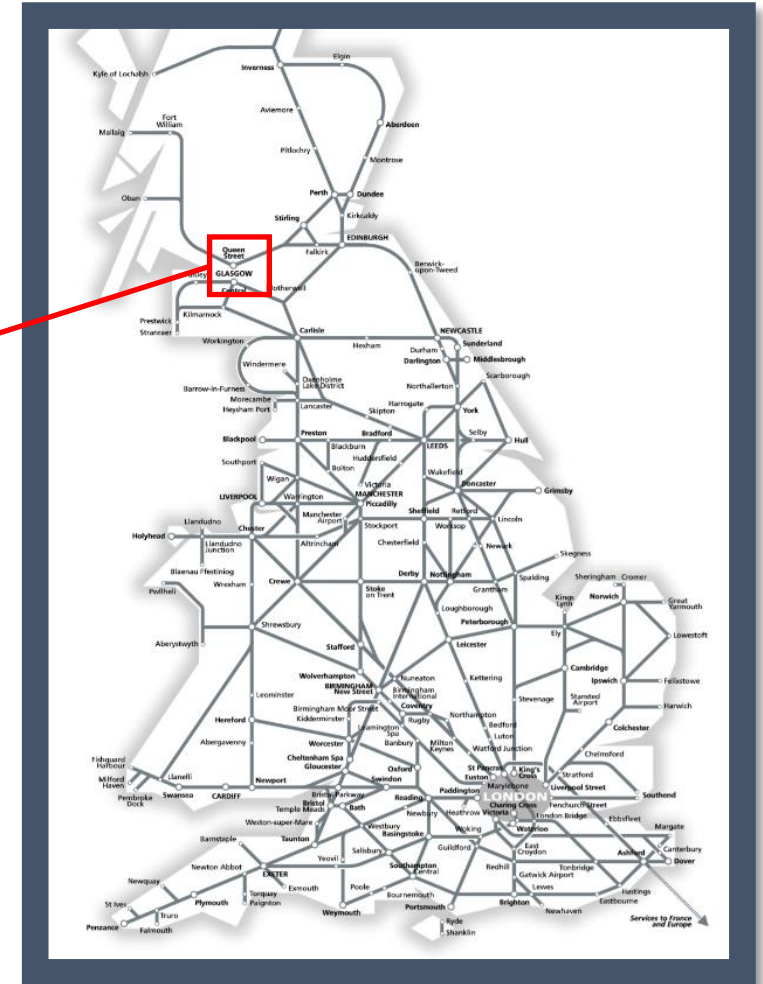 Elgin
Inverness
Kyle of Lochalsh
Aviemore
Fort
William
Mallaig
Aberdeen
Pitlochry
Montrose
Perth
Dundee
Oban
Stirling
Kirkcaldy
EDINBURGH
Queen
Street
Falkirk
GLASGOW
Berwick-
upon-Tweed
Central
Kilmarnock
Prestwick
Stranraer
Carlisle
NEWCASTLE
Workington
Hexham
Durham
Sunderland
Darlington
Middlesbrough
Windermere
Oxenholme
Lake District
Northallerton
Scarborough
Barrow-in-Furness
Morecambe
Heysham Port
Lancaster
Harrogate
York
Skipton
Blackpool
Preston
Bradford
Selby
Hull
Blackburn
LEEDS
Huddersfield
Southport
Bolton
Wakefield
Wigan
Victoria
Doncaster
LIVERPOOL
Warrington
MANCHESTER
Piccadilly
Grimsby
Manchester
Airport
Sheffield
Retford
Llandudno
Stockport
Worksop
Lincoln
Holyhead
Chester
Llandudno
Junction
Altrincham
Chesterfield
Newark
Skegness
Blaenau Ffestiniog
Pwllheli
Wrexham
Crewe
Stoke
on Trent
Derby
Nottingham
Grantham
Spalding
Sheringham
Cromer
Kings
Lynn
Norwich
Great
Yarmouth
Loughborough
Peterborough
Shrewsbury
Ely
Lowestoft
Aberystwyth
Stafford
Leicester
Wolverhampton
BIRMINGHAM
New Street
Nuneaton
Birmingham
International
Kettering
Cambridge
Ipswich
Felixstowe
Leominster
Coventry
Stevenage
Stansted
Airport
Harwich
Birmingham Moor Street
Kidderminster
Rugby
Northampton
Hereford
Leamington
Spa
Bedford
Colchester
Abergavenny
Worcester
Banbury
Milton
Keynes
Luton
Watford Junction
Chelmsford
Cheltenham Spa
Gloucester
Oxford
St Pancras
Euston
King's
Cross
Stratford
Fishguard
Harbour
Milford
Haven
Llanelli
Newport
Swindon
Marylebone
Liverpool Street
Pembroke
Dock
Swansea
CARDIFF
Bristol Parkway
Reading
Paddington
LONDON
Southend
Bristol
Temple Meads
Bath
Charing Cross
Fenchurch Street
Newbury
Heathrow
Victoria
London Bridge
Ebbsfleet
Weston-super-Mare
Westbury
Basingstoke
Woking
Waterloo
Margate
Barnstaple
Taunton
Salisbury
Guildford
East
Croydon
Ashford
Canterbury
Dover
Newton Abbot
Yeovil
Southampton
Central
Redhill
Tonbridge
Gatwick Airport
EXETER
Newquay
Exmouth
Poole
Bournemouth
Lewes
Hastings
Eastbourne
St Ives
Plymouth
Torquay
Paignton
Weymouth
Portsmouth
Brighton
Newhaven
Truro
Penzance
Falmouth
Ryde
Shanklin
Services to France
and Europe